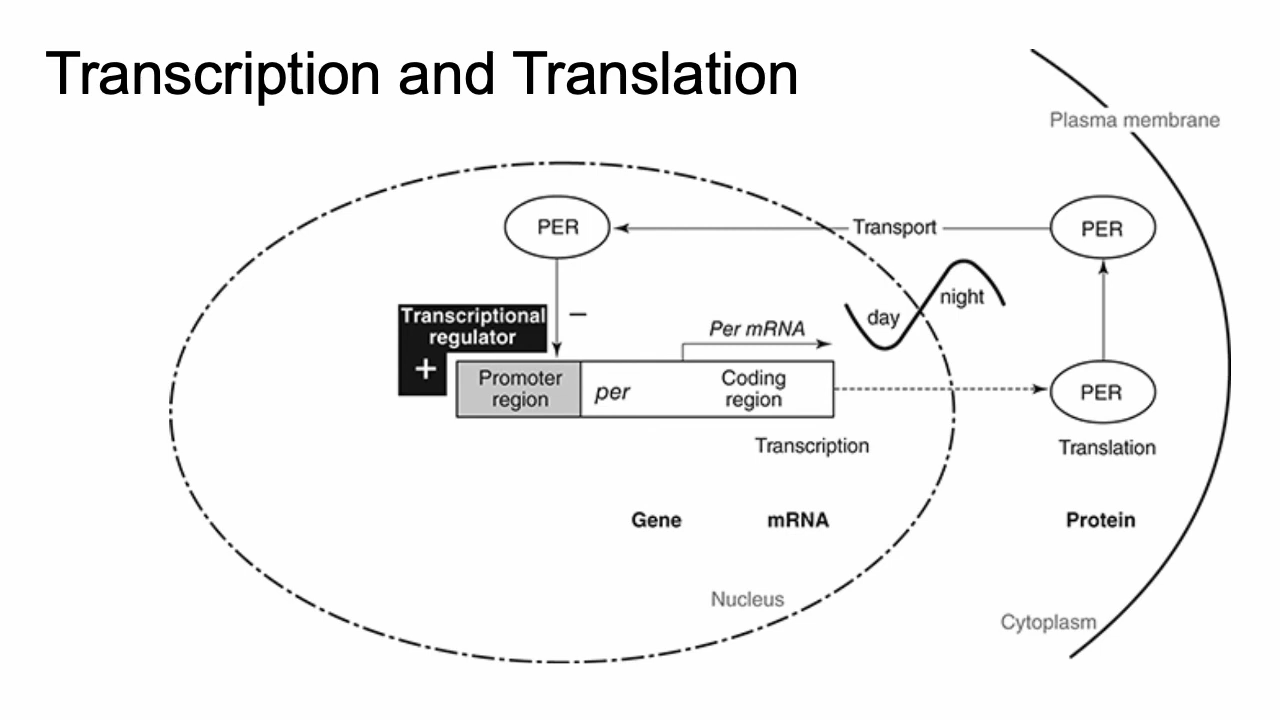 Transcription and Translation
Plasma membrane
PER
Transport
PER
night
day
Transcriptional
regulator
+
−
Per mRNA
Promoter
region
per
Coding
region
PER
Transcription
Translation
Gene
mRNA
Protein
Nucleus
Cytoplasm